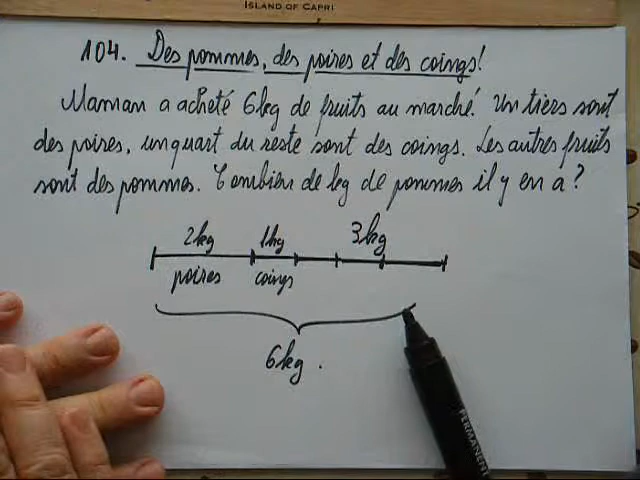 ISLAND OF CAPRI
104. Des pommes, des poires et des coings!
Maman a acheté 6kg de fruits au marché. Un tiers sont
des poires, un quart du reste sont des coings. Les autres fruits
sont des pommes. Combien de kg de pommes il y en a?
2kg 1kg 3kg
poires coings
6kg.
PERMANENT